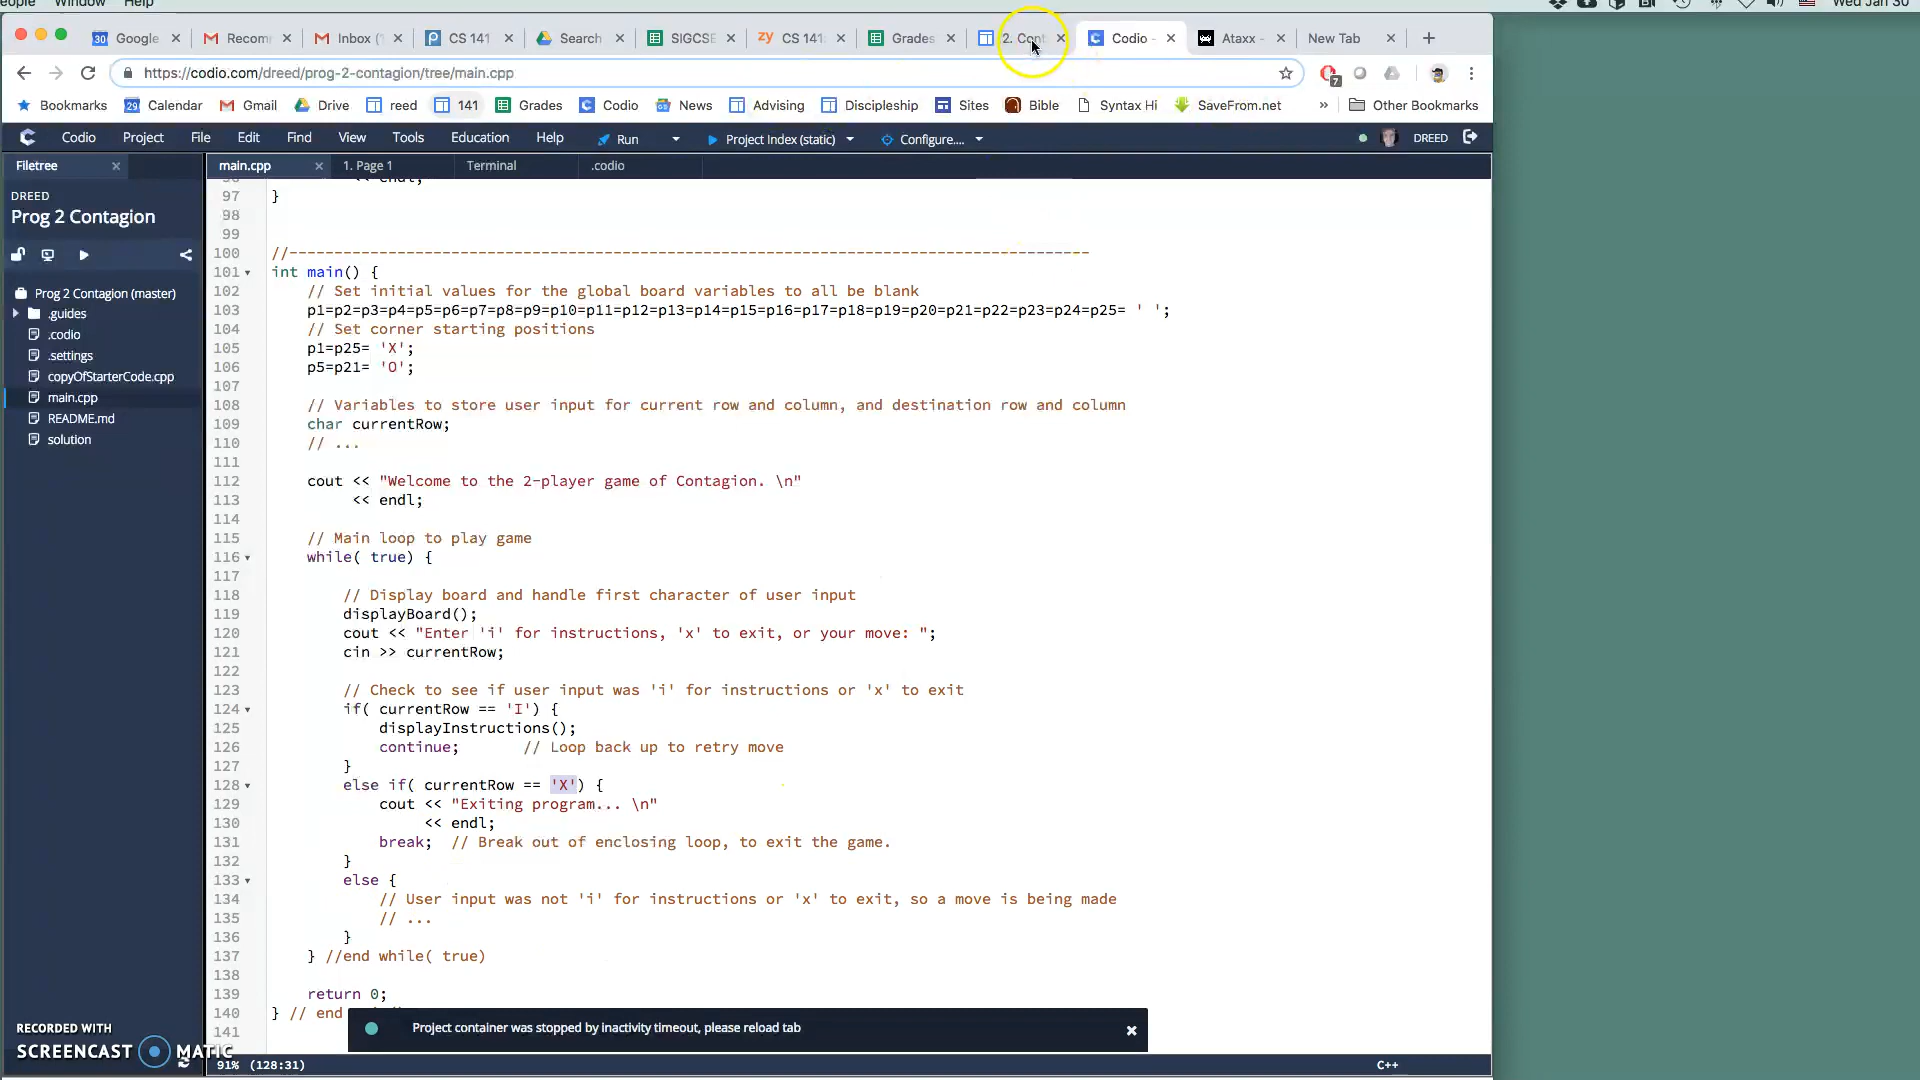 eople Window Help Wed Jan 30
Google Recom Inbox (1 CS 141 Search SIGCSE CS 141: Grades 2. Cont Codio - Ataxx - New Tab
https://codio.com/dreed/prog-2-contagion/tree/main.cpp 7
Bookmarks Calendar Gmail Drive reed 141 Grades Codio News Advising Discipleship Sites Bible Syntax Hi SaveFrom.net » Other Bookmarks
Codio Project File Edit Find View Tools Education Help Run Project Index (static) Configure.... DREED
Filetree main.cpp 1. Page 1 Terminal .codio
DREED
Prog 2 Contagion
Prog 2 Contagion (master)
.guides
.codio
.settings
copyOfStarterCode.cpp
main.cpp
README.md
solution
96 << endl;
97 }
98
99
100 //-----------------------------------------------------------------------------------------
101 int main() {
102 // Set initial values for the global board variables to all be blank
103 p1=p2=p3=p4=p5=p6=p7=p8=p9=p10=p11=p12=p13=p14=p15=p16=p17=p18=p19=p20=p21=p22=p23=p24=p25= ' ';
104 // Set corner starting positions
105 p1=p25= 'X';
106 p5=p21= 'O';
107
108 // Variables to store user input for current row and column, and destination row and column
109 char currentRow;
110 // ...
111
112 cout << "Welcome to the 2-player game of Contagion. \n"
113 << endl;
114
115 // Main loop to play game
116 while( true) {
117
118 // Display board and handle first character of user input
119 displayBoard();
120 cout << "Enter 'i' for instructions, 'x' to exit, or your move: ";
121 cin >> currentRow;
122
123 // Check to see if user input was 'i' for instructions or 'x' to exit
124 if( currentRow == 'I') {
125 displayInstructions();
126 continue; // Loop back up to retry move
127 }
128 else if( currentRow == 'X') {
129 cout << "Exiting program... \n"
130 << endl;
131 break; // Break out of enclosing loop, to exit the game.
132 }
133 else {
134 // User input was not 'i' for instructions or 'x' to exit, so a move is being made
135 // ...
136 }
137 } //end while( true)
138
139 return 0;
140 } // end
141
Project container was stopped by inactivity timeout, please reload tab
RECORDED WITH
SCREENCAST MATIC
91% (128:31) C++